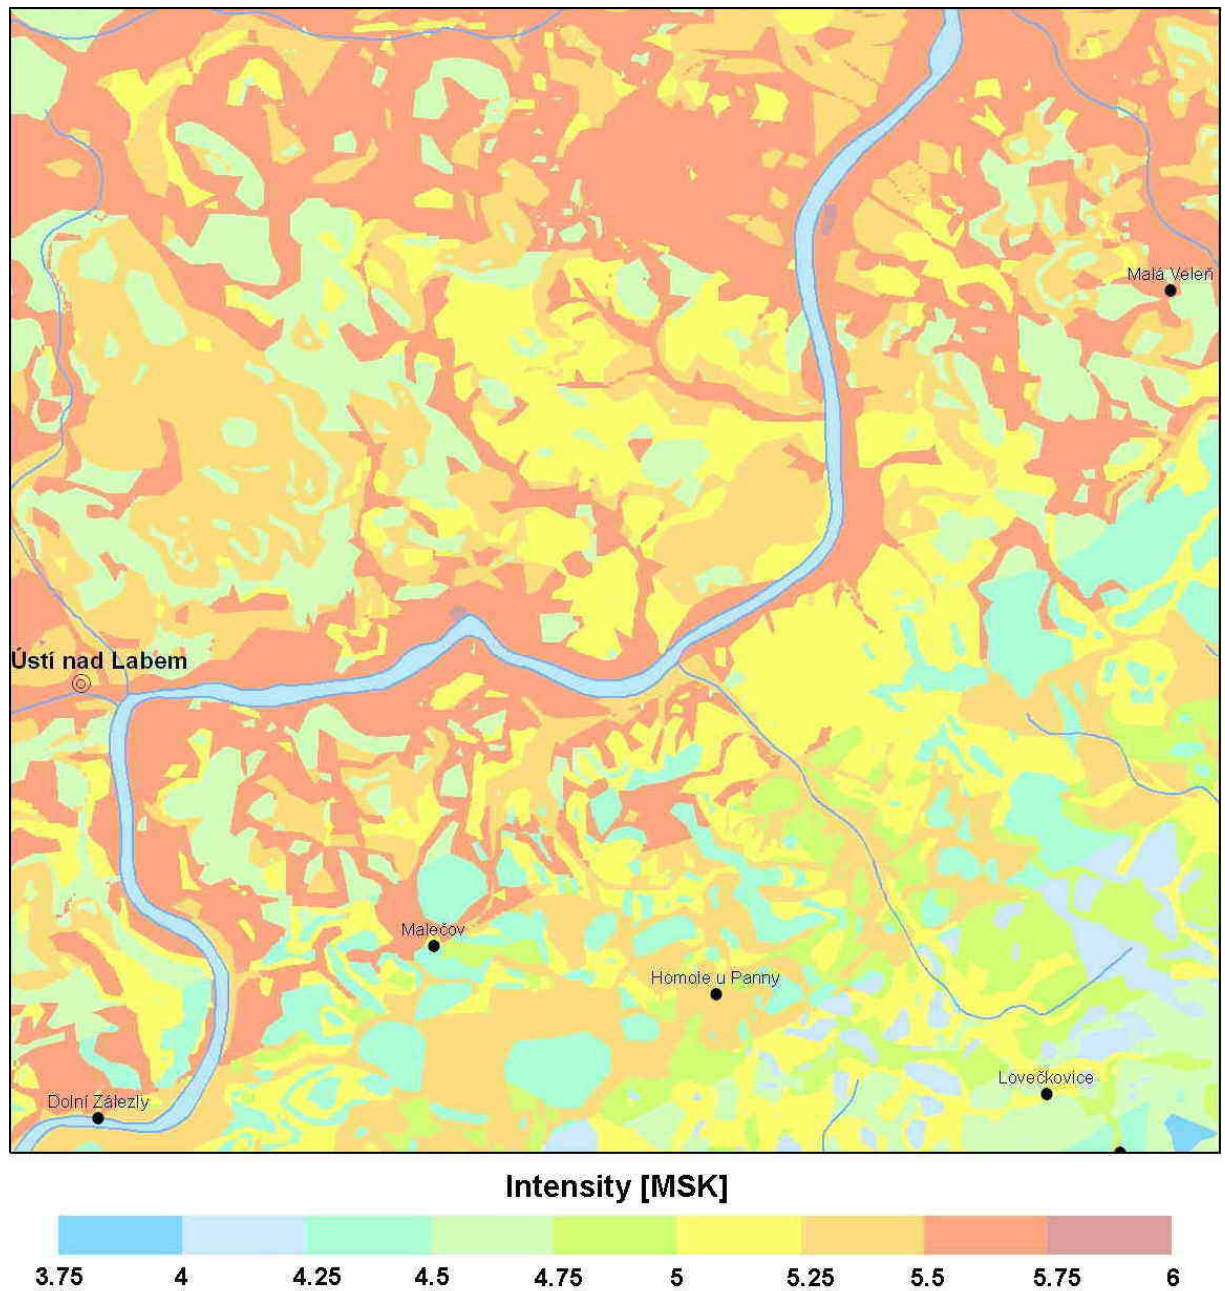 Malá Veleň
Ústí nad Labem
Malečov
Homole u Panny
Lovečkovice
Dolní Zálezly
Intensity [MSK]
3.75 4 4.25 4.5 4.75 5 5.25 5.5 5.75 6